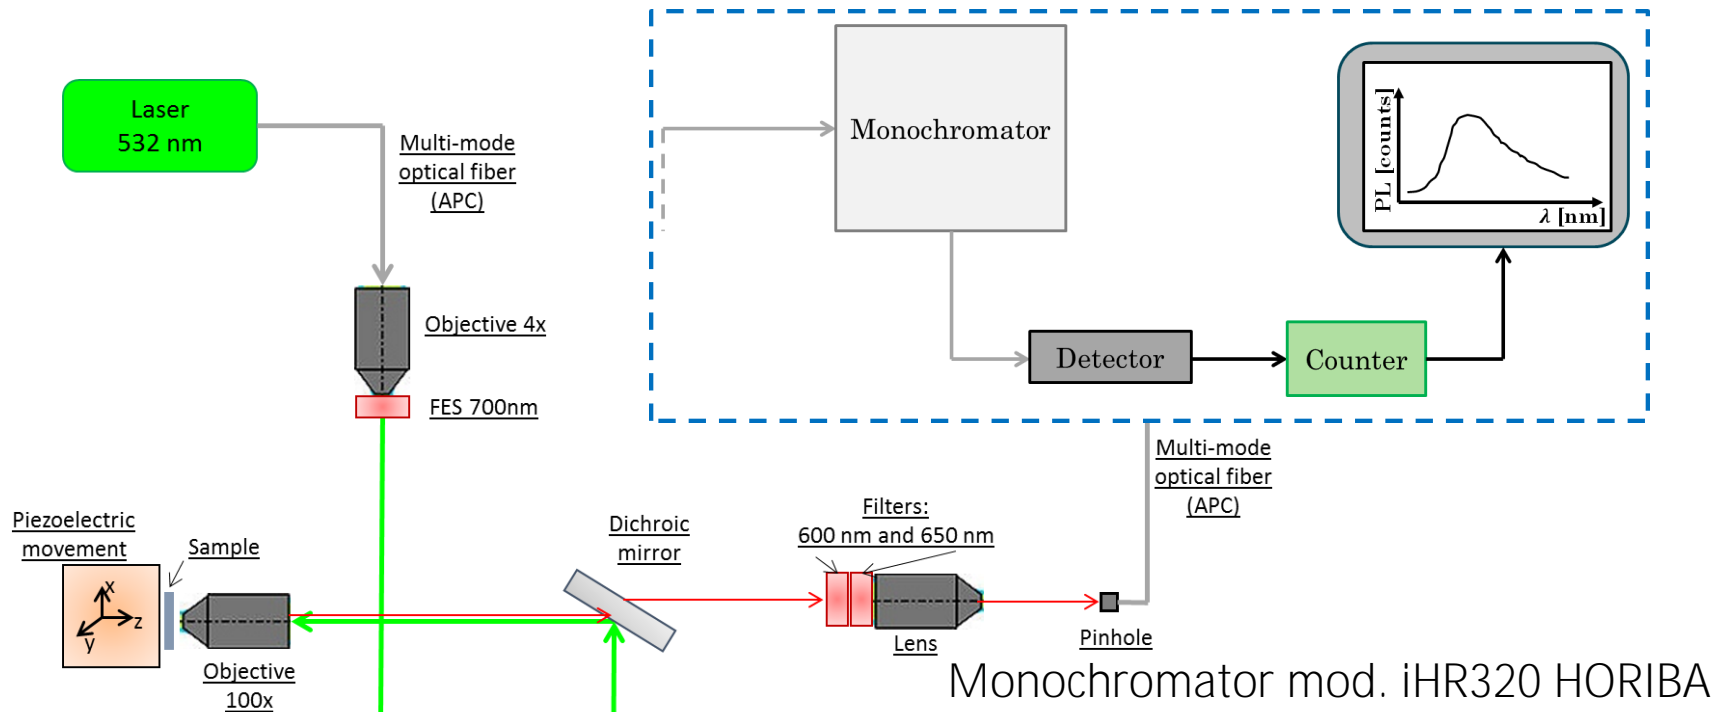 Laser
532 nm
Multi-mode
optical fiber
(APC)
Objective 4x
FES 700nm
Monochromator
PL [counts]
λ [nm]
Detector
Counter
Multi-mode
optical fiber
(APC)
Piezoelectric
movement
Sample
x
z
y
Objective
100x
Dichroic
mirror
Filters:
600 nm and 650 nm
Lens
Pinhole
Monochromator mod. iHR320 HORIBA